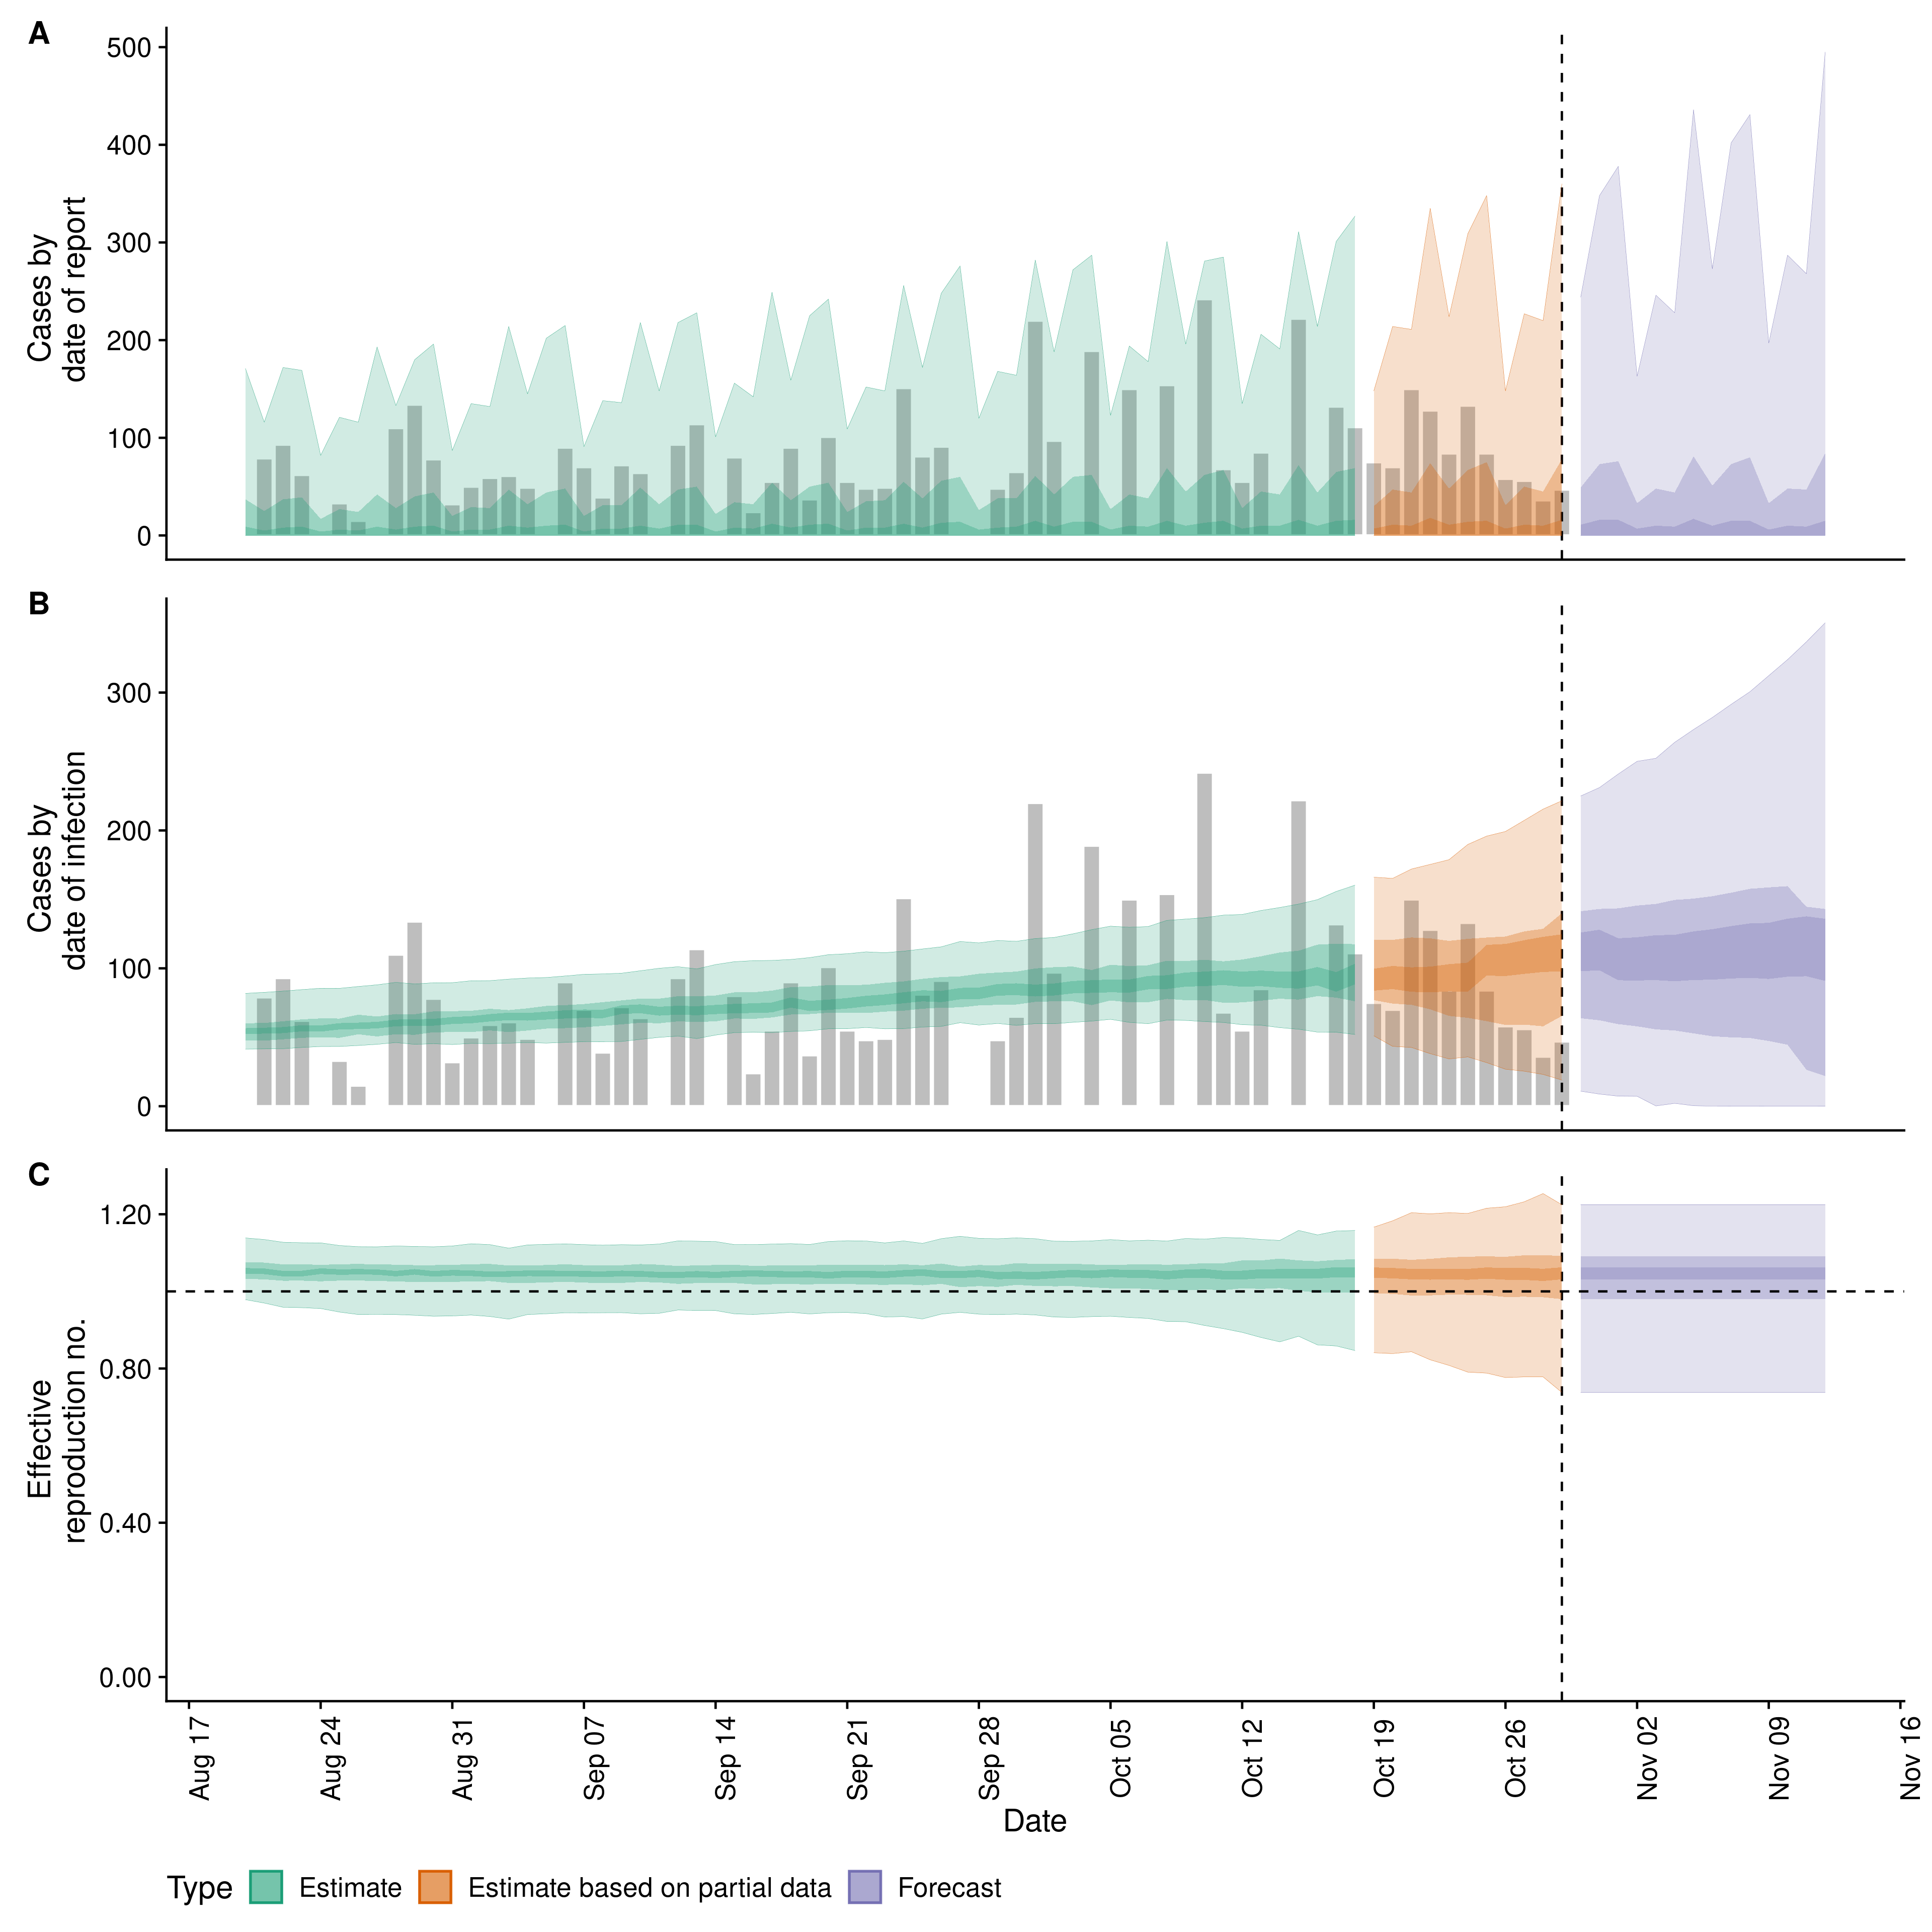 A
500
400
300
200
100
0
Cases by
date of report
B
300
200
100
0
Cases by
date of infection
C
1.20
0.80
0.40
0.00
Effective
reproduction no.
Aug 17
Aug 24
Aug 31
Sep 07
Sep 14
Sep 21
Sep 28
Oct 05
Oct 12
Oct 19
Oct 26
Nov 02
Nov 09
Nov 16
Date
Type Estimate Estimate based on partial data Forecast